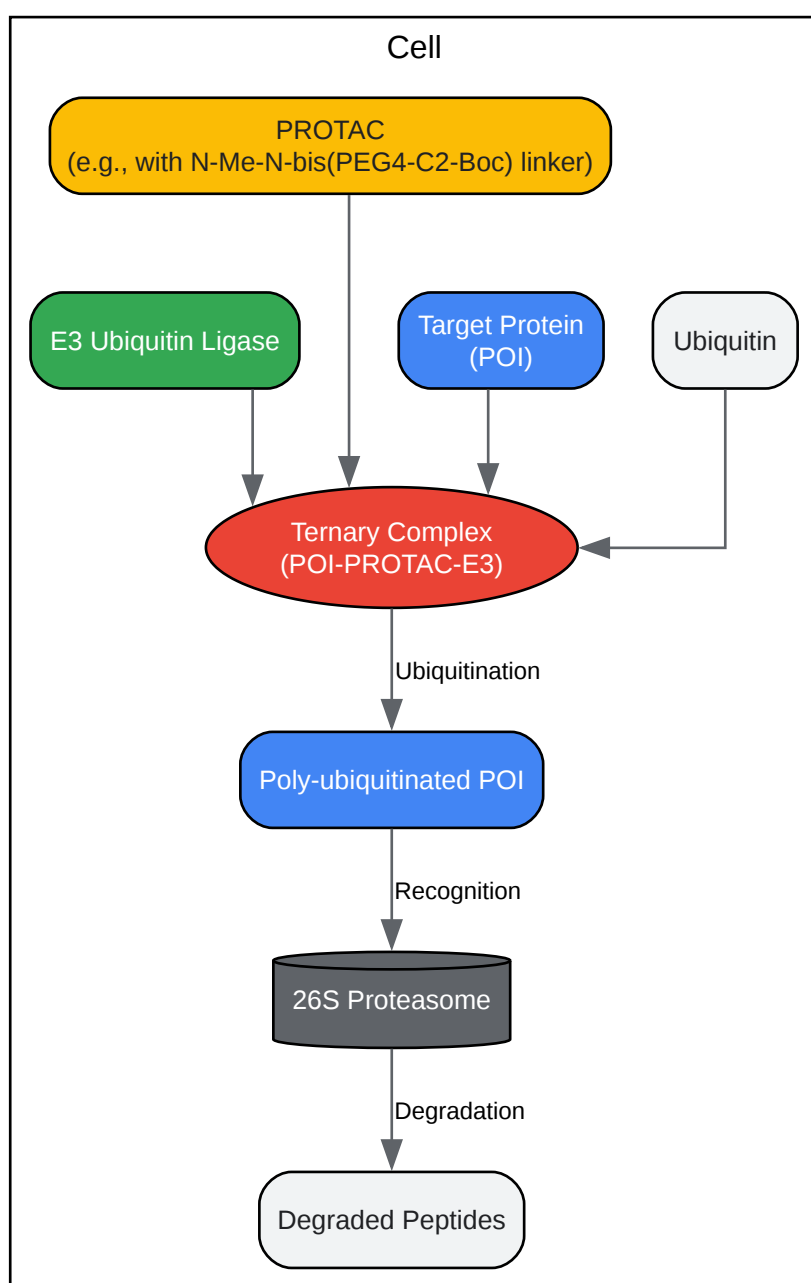 Cell
PROTAC
(e.g., with N-Me-N-bis(PEG4-C2-Boc) linker)
E3 Ubiquitin Ligase
Target Protein
(POI)
Ubiquitin
Ternary Complex
(POI-PROTAC-E3)
Ubiquitination
Poly-ubiquitinated POI
Recognition
26S Proteasome
Degradation
Degraded Peptides